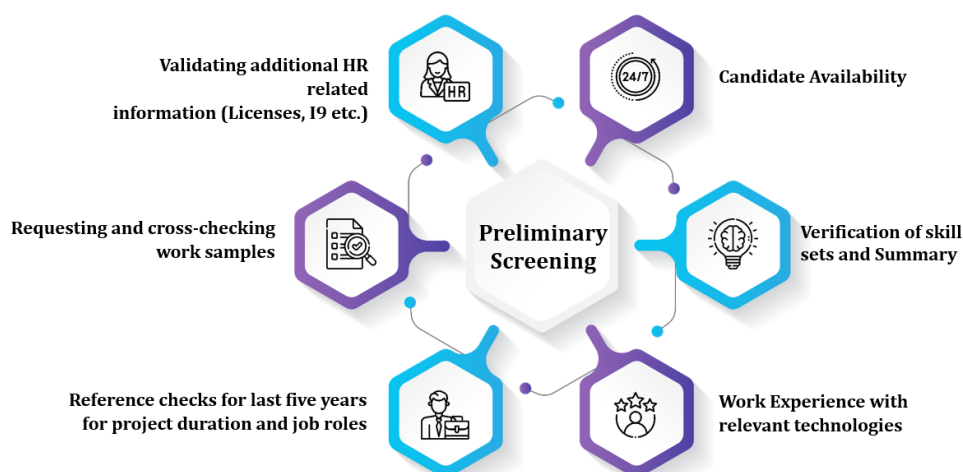 Validating additional HR
related
information (Licenses, I9 etc.)
HR
24/7
Candidate Availability
Requesting and cross-checking
work samples
Preliminary
Screening
Verification of skill
sets and Summary
Reference checks for last five years
for project duration and job roles
Work Experience with
relevant technologies